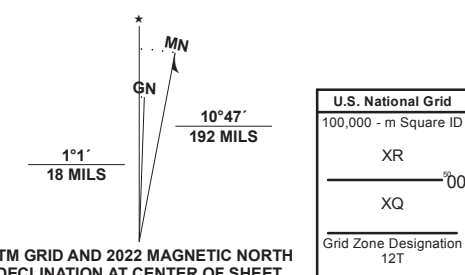 ★
MN
GN
10°47´
192 MILS
1°1´
18 MILS
TM GRID AND 2022 MAGNETIC NORTH
DECLINATION AT CENTER OF SHEET
U.S. National Grid
100,000 - m Square ID
XR
5000
XQ
Grid Zone Designation
12T